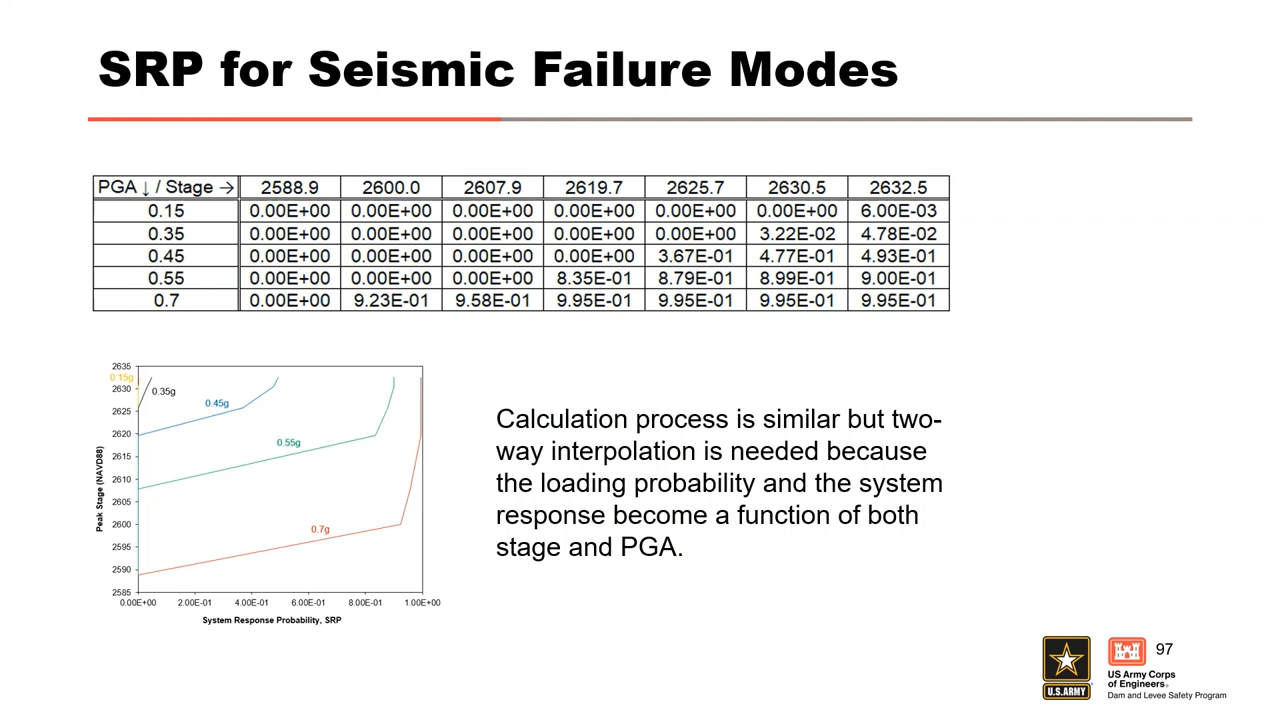 SRP for Seismic Failure Modes
PGA ↓ / Stage → 2588.9 2600.0 2607.9 2619.7 2625.7 2630.5 2632.5
0.15 0.00E+00 0.00E+00 0.00E+00 0.00E+00 0.00E+00 0.00E+00 6.00E-03
0.35 0.00E+00 0.00E+00 0.00E+00 0.00E+00 0.00E+00 3.22E-02 4.78E-02
0.45 0.00E+00 0.00E+00 0.00E+00 0.00E+00 3.67E-01 4.77E-01 4.93E-01
0.55 0.00E+00 0.00E+00 0.00E+00 8.35E-01 8.79E-01 8.99E-01 9.00E-01
0.7 0.00E+00 9.23E-01 9.58E-01 9.95E-01 9.95E-01 9.95E-01 9.95E-01
Peak Stage (NAVD88)
2635
2630
2625
2620
2615
2610
2605
2600
2595
2590
2585
0.15g
0.35g
0.45g
0.55g
0.7g
0.00E+00 2.00E-01 4.00E-01 6.00E-01 8.00E-01 1.00E+00
System Response Probability, SRP
Calculation process is similar but two-
way interpolation is needed because
the loading probability and the system
response become a function of both
stage and PGA.
U.S.ARMY
US Army Corps
of Engineers®
Dam and Levee Safety Program
97